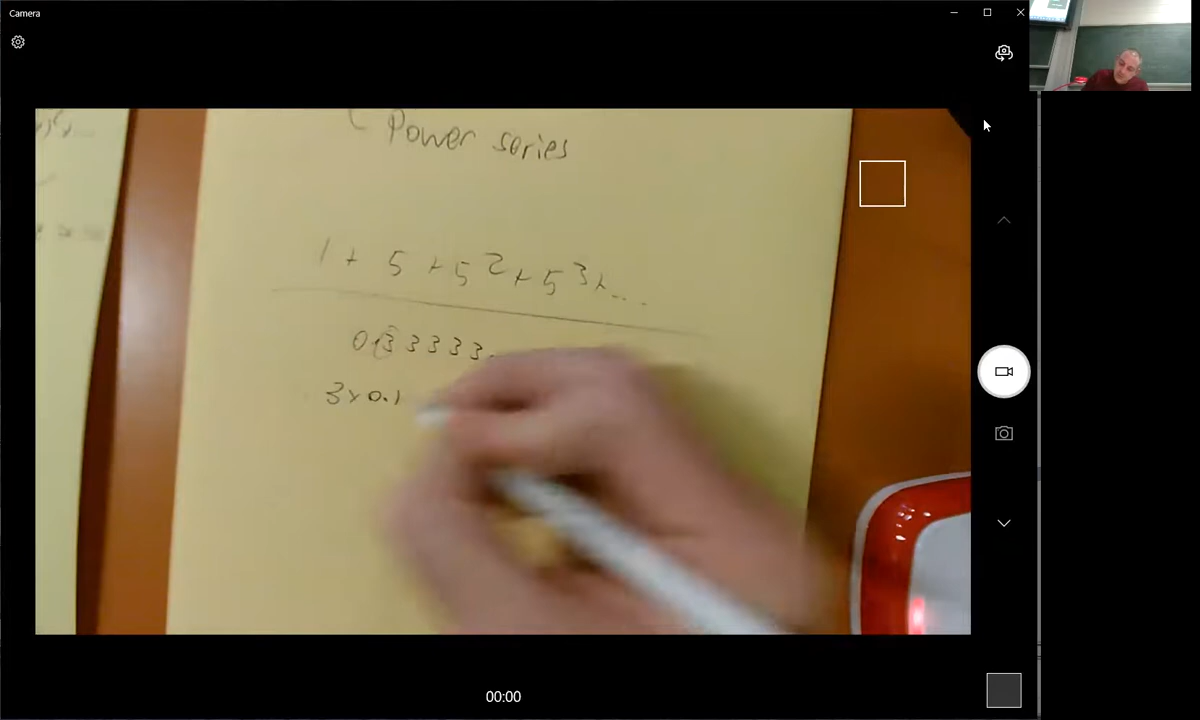 Camera
Power series
1 + 5 + 5² + 5³ + ...
0.33333.
3×0.1
00:00